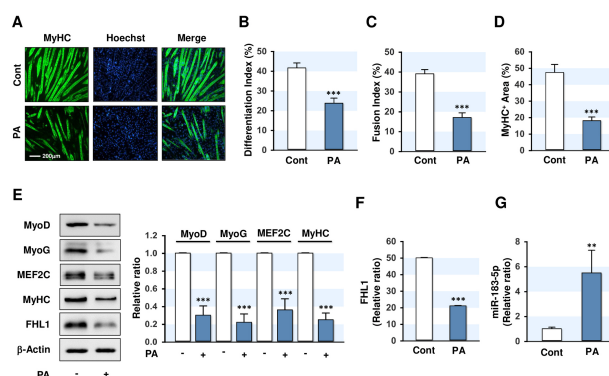 A
MyHC Hoechst Merge
Cont
PA
200μm
B
Differentiation Index (%)
50
40
30
20
10
0
***
Cont PA
C
Fusion Index (%)
50
40
30
20
10
0
***
Cont PA
D
MyHC⁺ Area (%)
60
50
40
30
20
10
0
***
Cont PA
E
MyoD
MyoG
MEF2C
MyHC
FHL1
β-Actin
PA - +
Relative ratio
1.2
1.0
0.8
0.6
0.4
0.2
0.0
MyoD MyoG MEF2C MyHC
*** *** *** ***
PA - + - + - + - +
F
FHL1
(Relative ratio)
60
50
40
30
20
10
0
***
Cont PA
G
miR-183-5p
(Relative ratio)
8
6
4
2
0
**
Cont PA